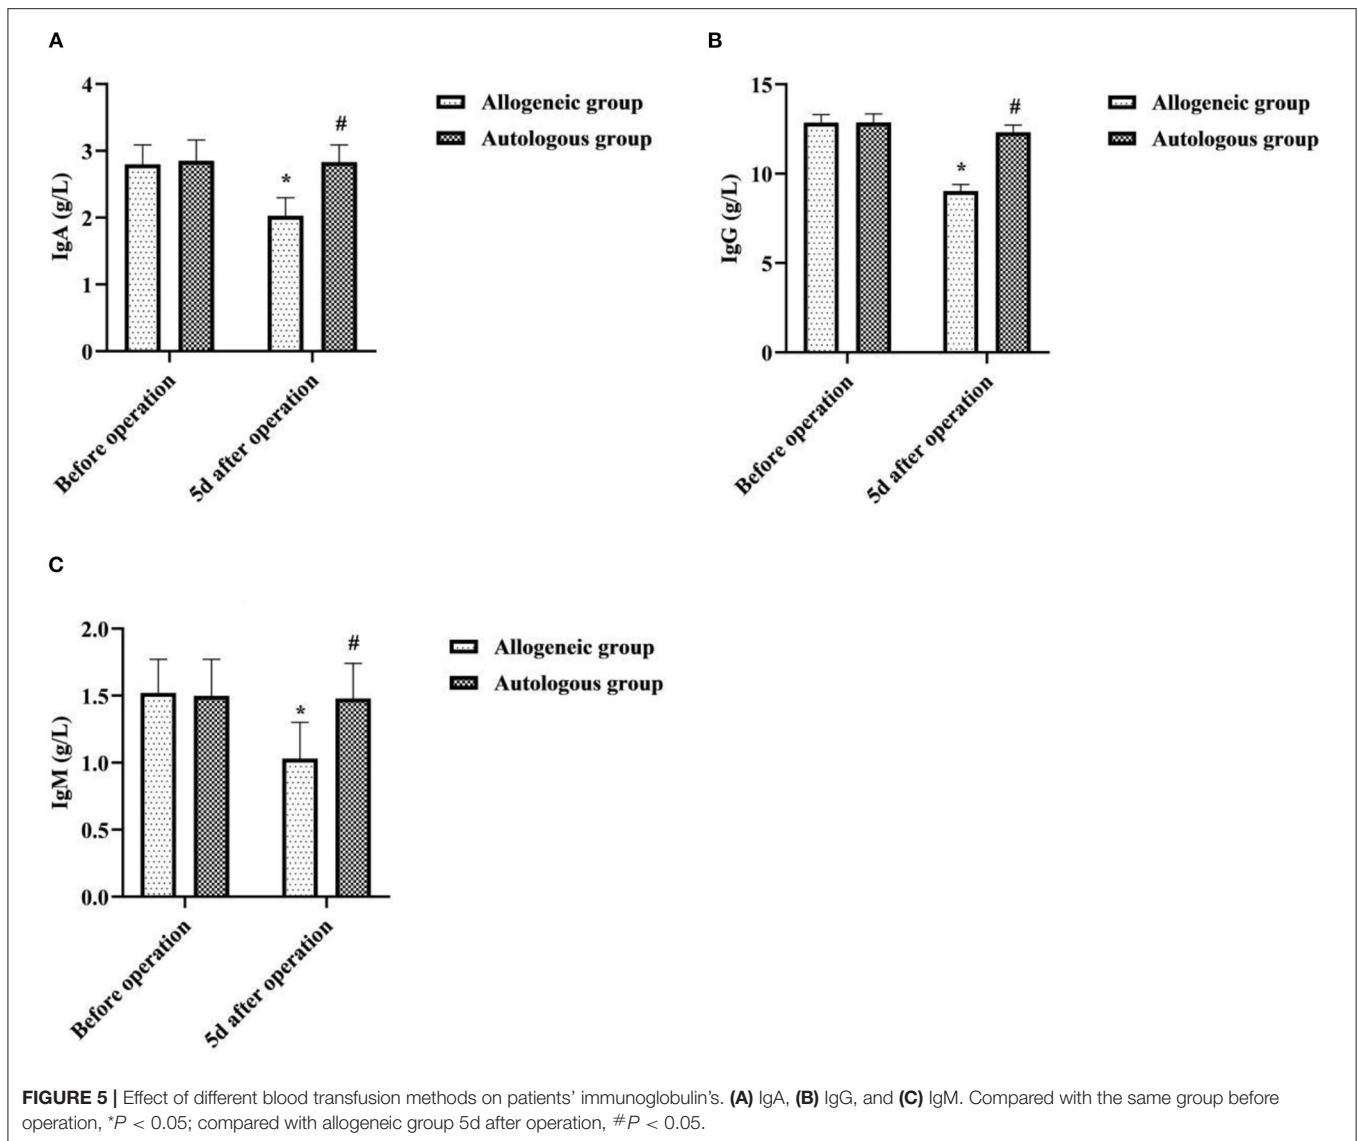 A
4
3
2
1
0
IgA (g/L)
Before operation
5d after operation
*
#
Allogeneic group
Autologous group
B
15
10
5
0
IgG (g/L)
Before operation
5d after operation
*
#
Allogeneic group
Autologous group
C
2.0
1.5
1.0
0.5
0.0
IgM (g/L)
Before operation
5d after operation
*
#
Allogeneic group
Autologous group
FIGURE 5 | Effect of different blood transfusion methods on patients' immunoglobulin's. (A) IgA, (B) IgG, and (C) IgM. Compared with the same group before
operation, *P < 0.05; compared with allogeneic group 5d after operation, #P < 0.05.